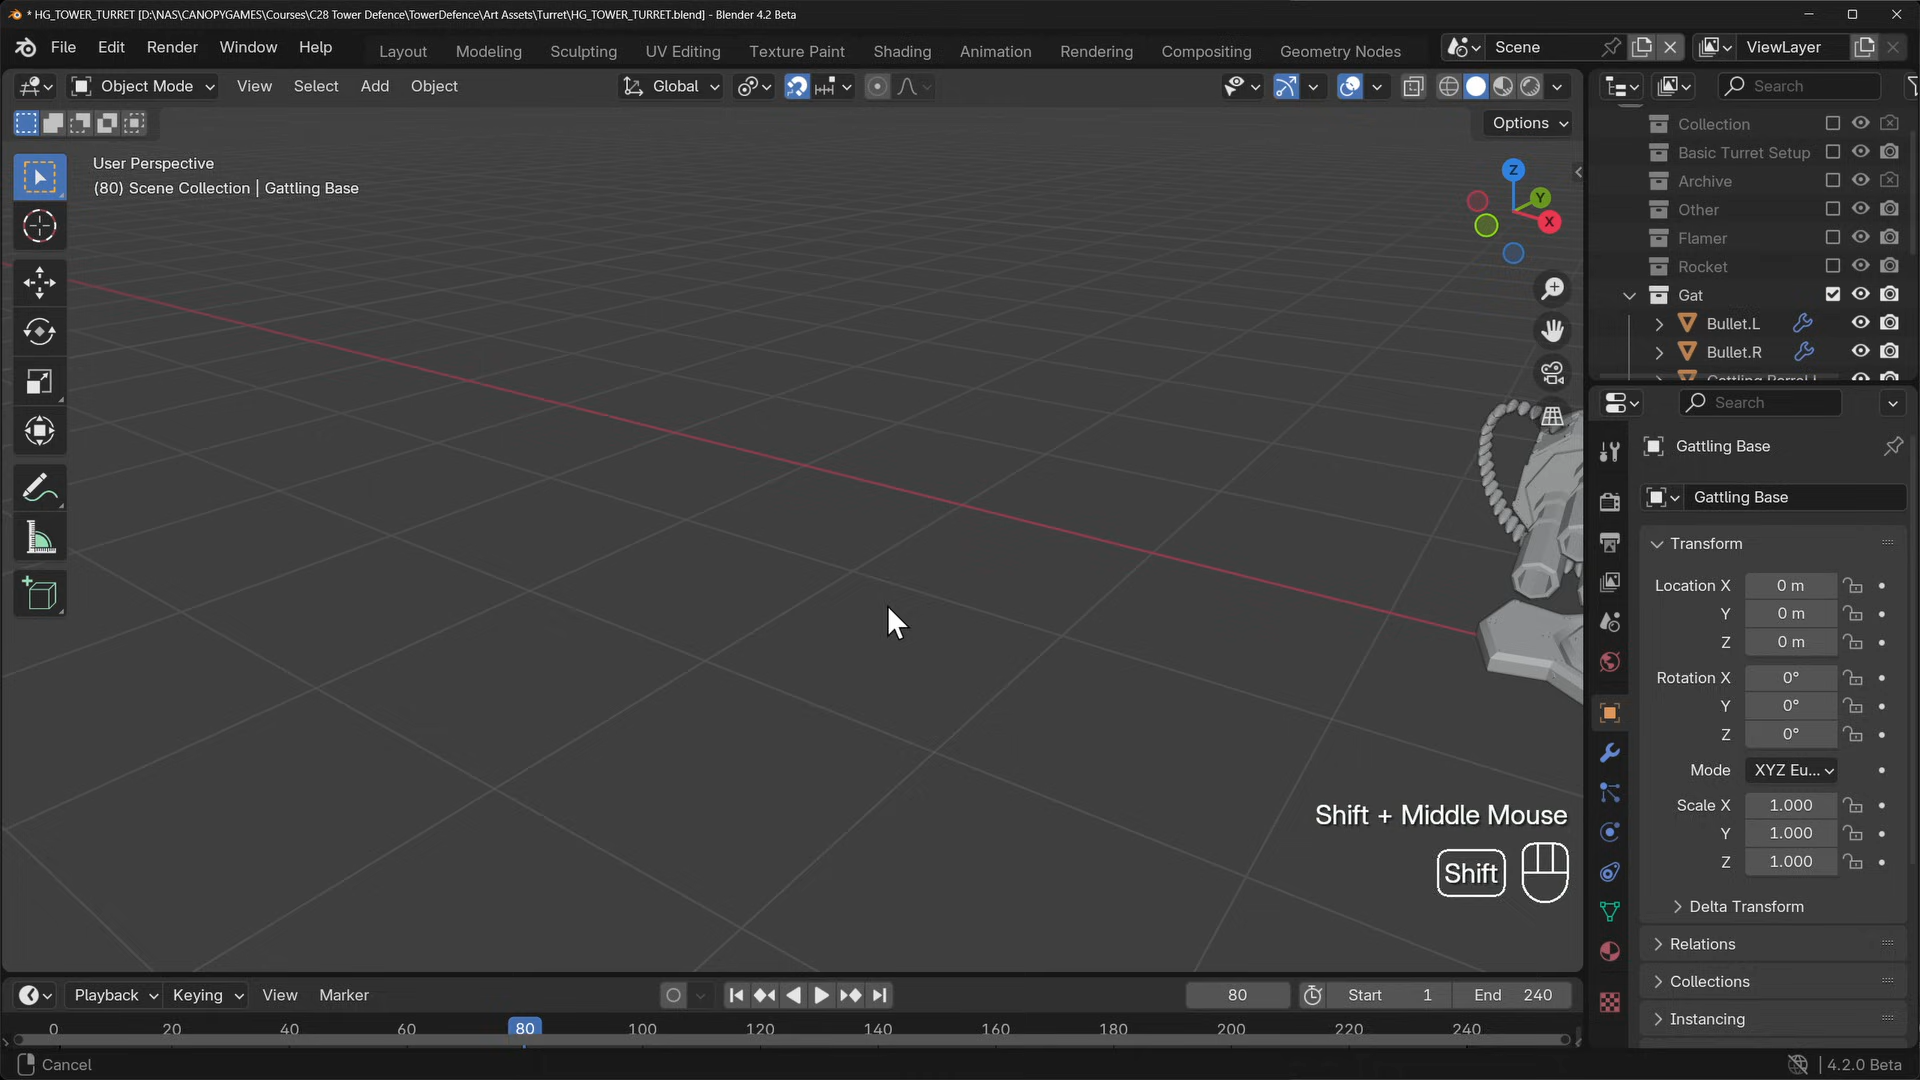 * HG_TOWER_TURRET [D:\NAS\CANOPYGAMES\Courses\C28 Tower Defence\TowerDefence\Art Assets\Turret\HG_TOWER_TURRET.blend] - Blender 4.2 Beta
File Edit Render Window Help Layout Modeling Sculpting UV Editing Texture Paint Shading Animation Rendering Compositing Geometry Nodes Scene ViewLayer
Object Mode View Select Add Object Global Search
Options
User Perspective
(80) Scene Collection | Gattling Base
Z
Y
X
Collection
Basic Turret Setup
Archive
Other
Flamer
Rocket
Gat
Bullet.L
Bullet.R
Search
Gattling Base
Gattling Base
Transform
Location X 0 m
Y 0 m
Z 0 m
Rotation X 0°
Y 0°
Z 0°
Mode XYZ Eu...
Scale X 1.000
Y 1.000
Z 1.000
Delta Transform
Relations
Collections
Instancing
Shift + Middle Mouse
Shift
Playback Keying View Marker 80 Start 1 End 240
0 20 40 60 80 100 120 140 160 180 200 220 240
Cancel 4.2.0 Beta